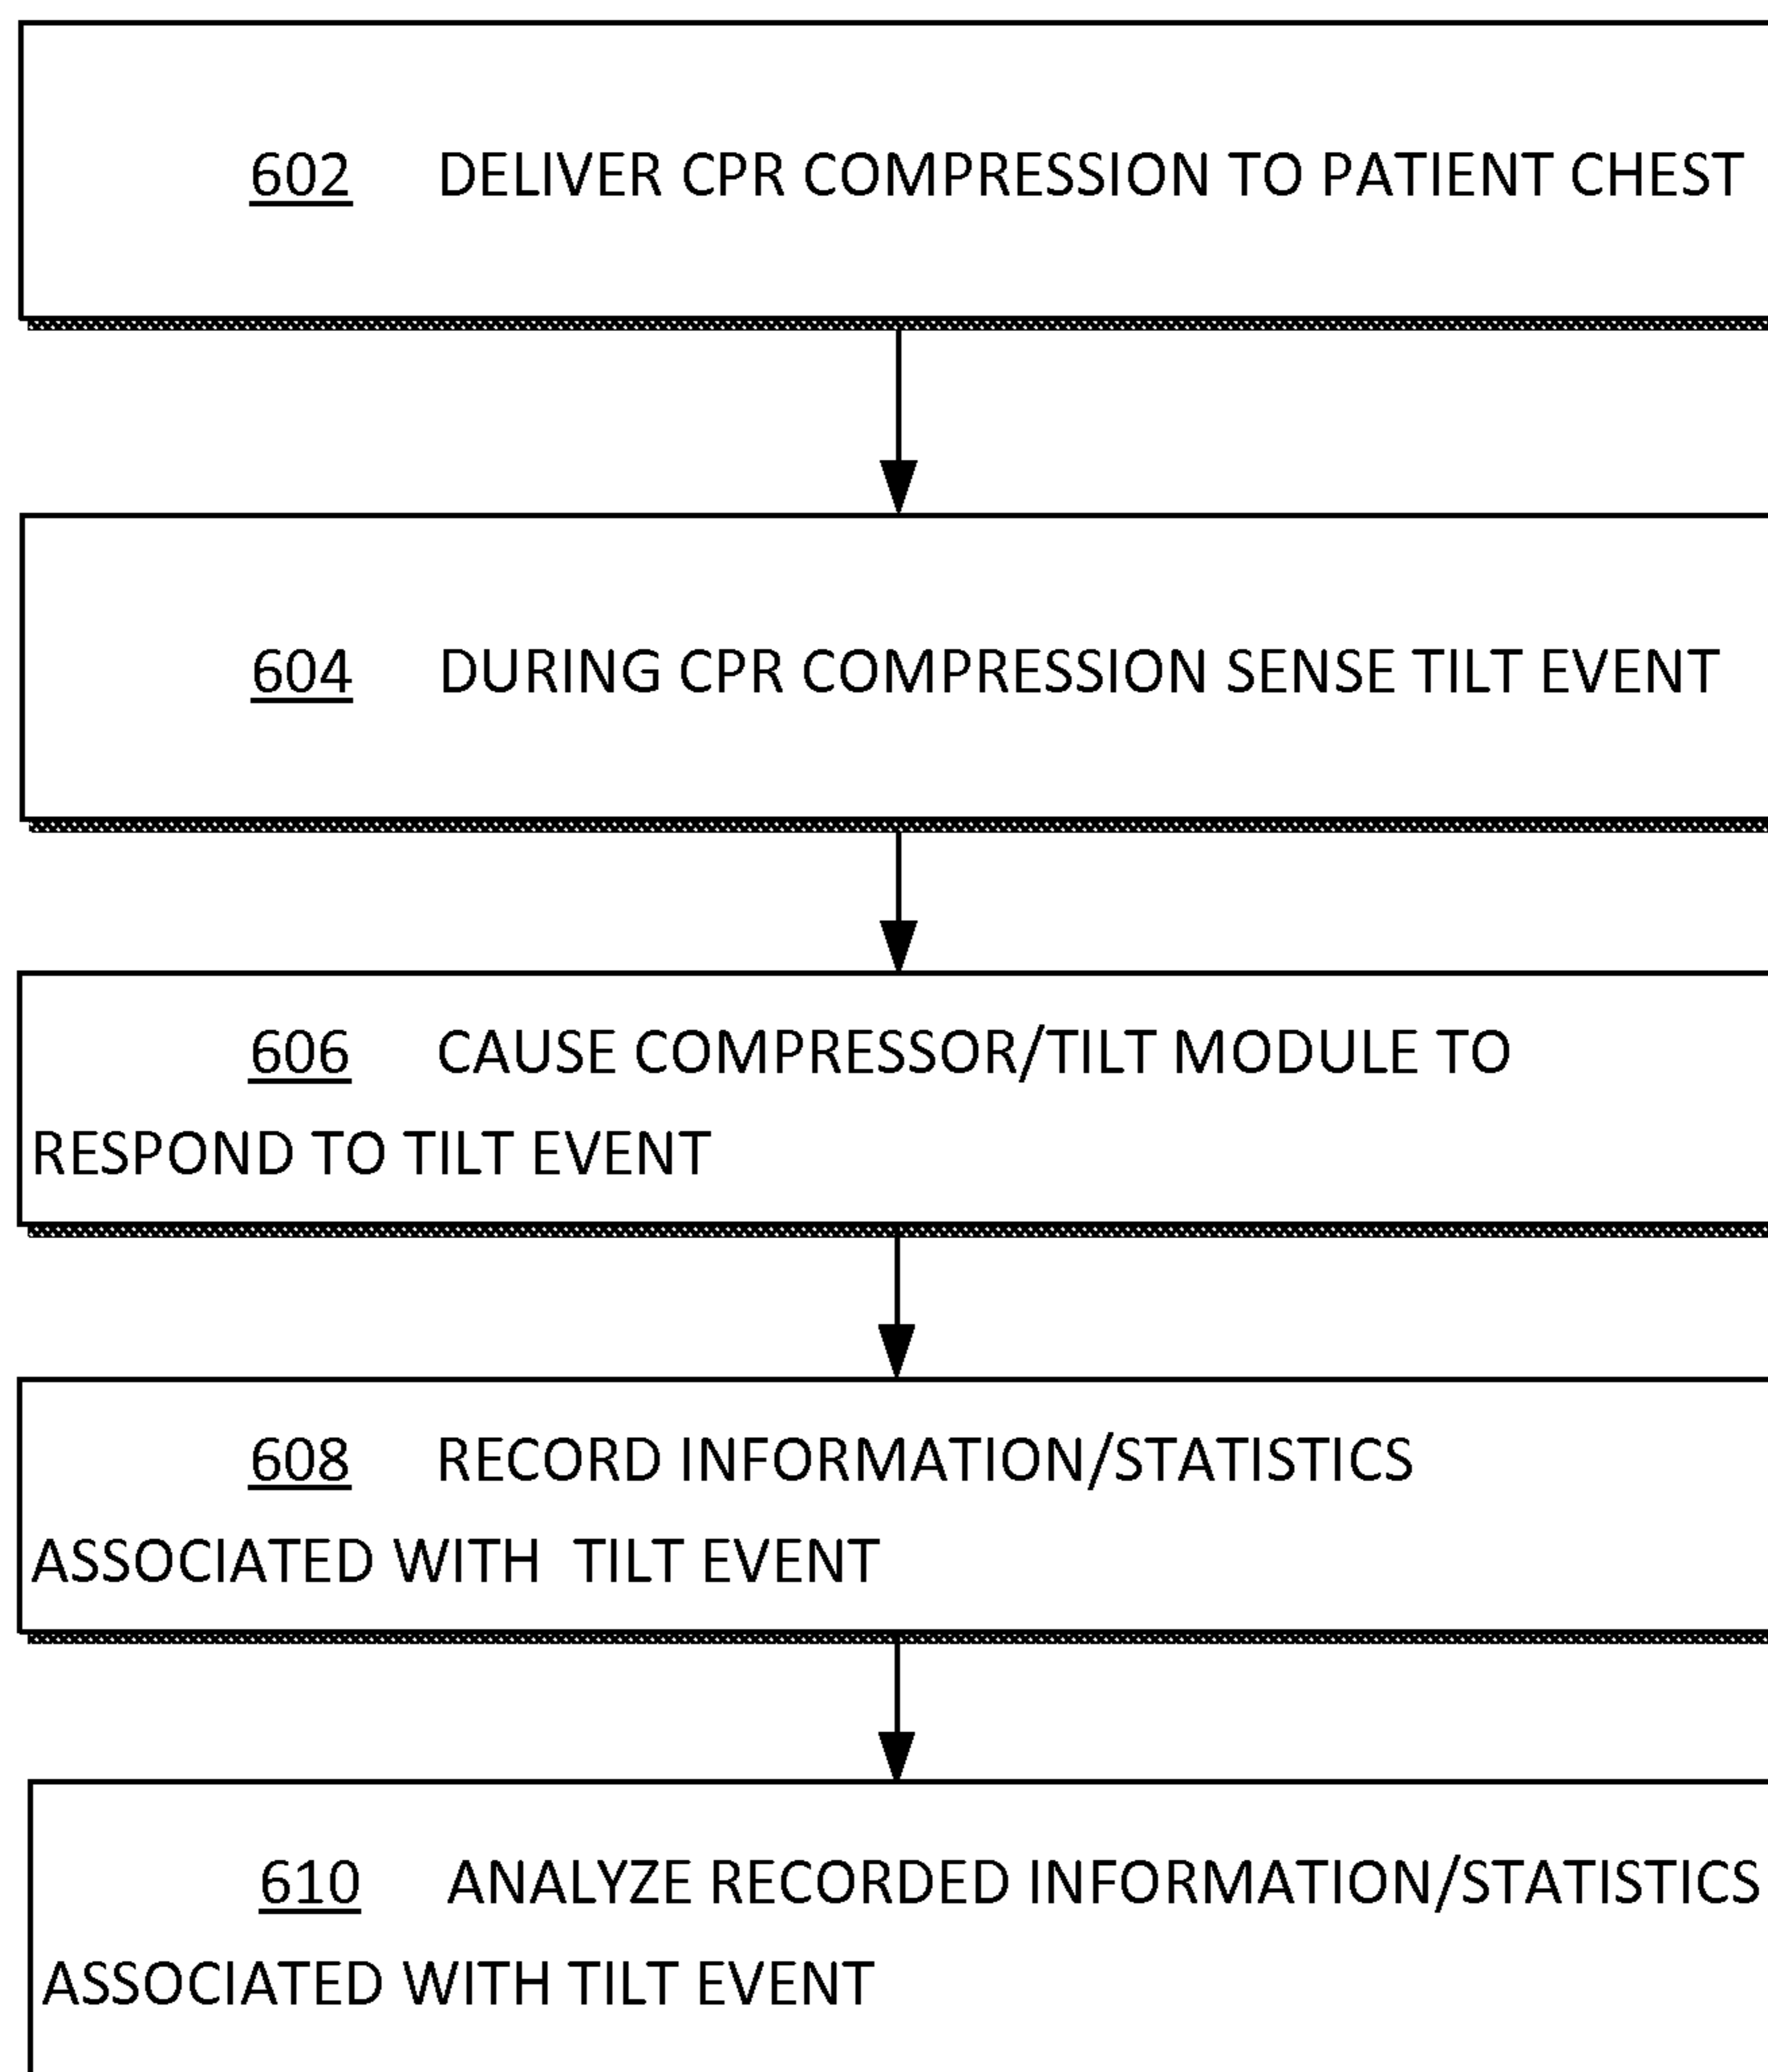 602 DELIVER CPR COMPRESSION TO PATIENT CHEST
604 DURING CPR COMPRESSION SENSE TILT EVENT
606 CAUSE COMPRESSOR/TILT MODULE TO
RESPOND TO TILT EVENT
608 RECORD INFORMATION/STATISTICS
ASSOCIATED WITH TILT EVENT
610 ANALYZE RECORDED INFORMATION/STATISTICS
ASSOCIATED WITH TILT EVENT